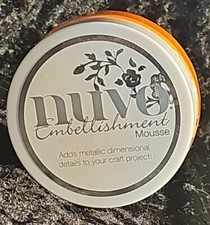 nuvo
Embellishment
Mousse
Adds metallic dimensional
details to your craft project!